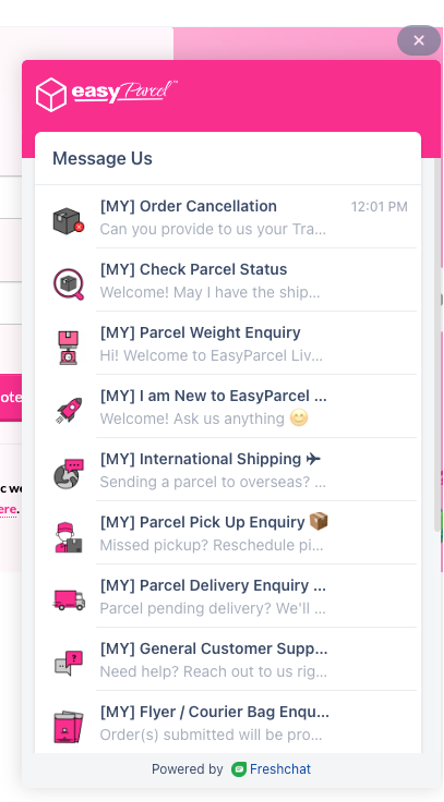 easyParcel™
Message Us
[MY] Order Cancellation 12:01 PM
Can you provide to us your Tra...
[MY] Check Parcel Status
Welcome! May I have the ship...
[MY] Parcel Weight Enquiry
Hi! Welcome to EasyParcel Liv...
[MY] I am New to EasyParcel ...
Welcome! Ask us anything 😊
[MY] International Shipping ✈
Sending a parcel to overseas? ...
[MY] Parcel Pick Up Enquiry 📦
Missed pickup? Reschedule pi...
[MY] Parcel Delivery Enquiry ...
Parcel pending delivery? We'll ...
[MY] General Customer Supp...
Need help? Reach out to us rig...
[MY] Flyer / Courier Bag Enqu...
Order(s) submitted will be pro...
Powered by Freshchat
ote
c we
ere.